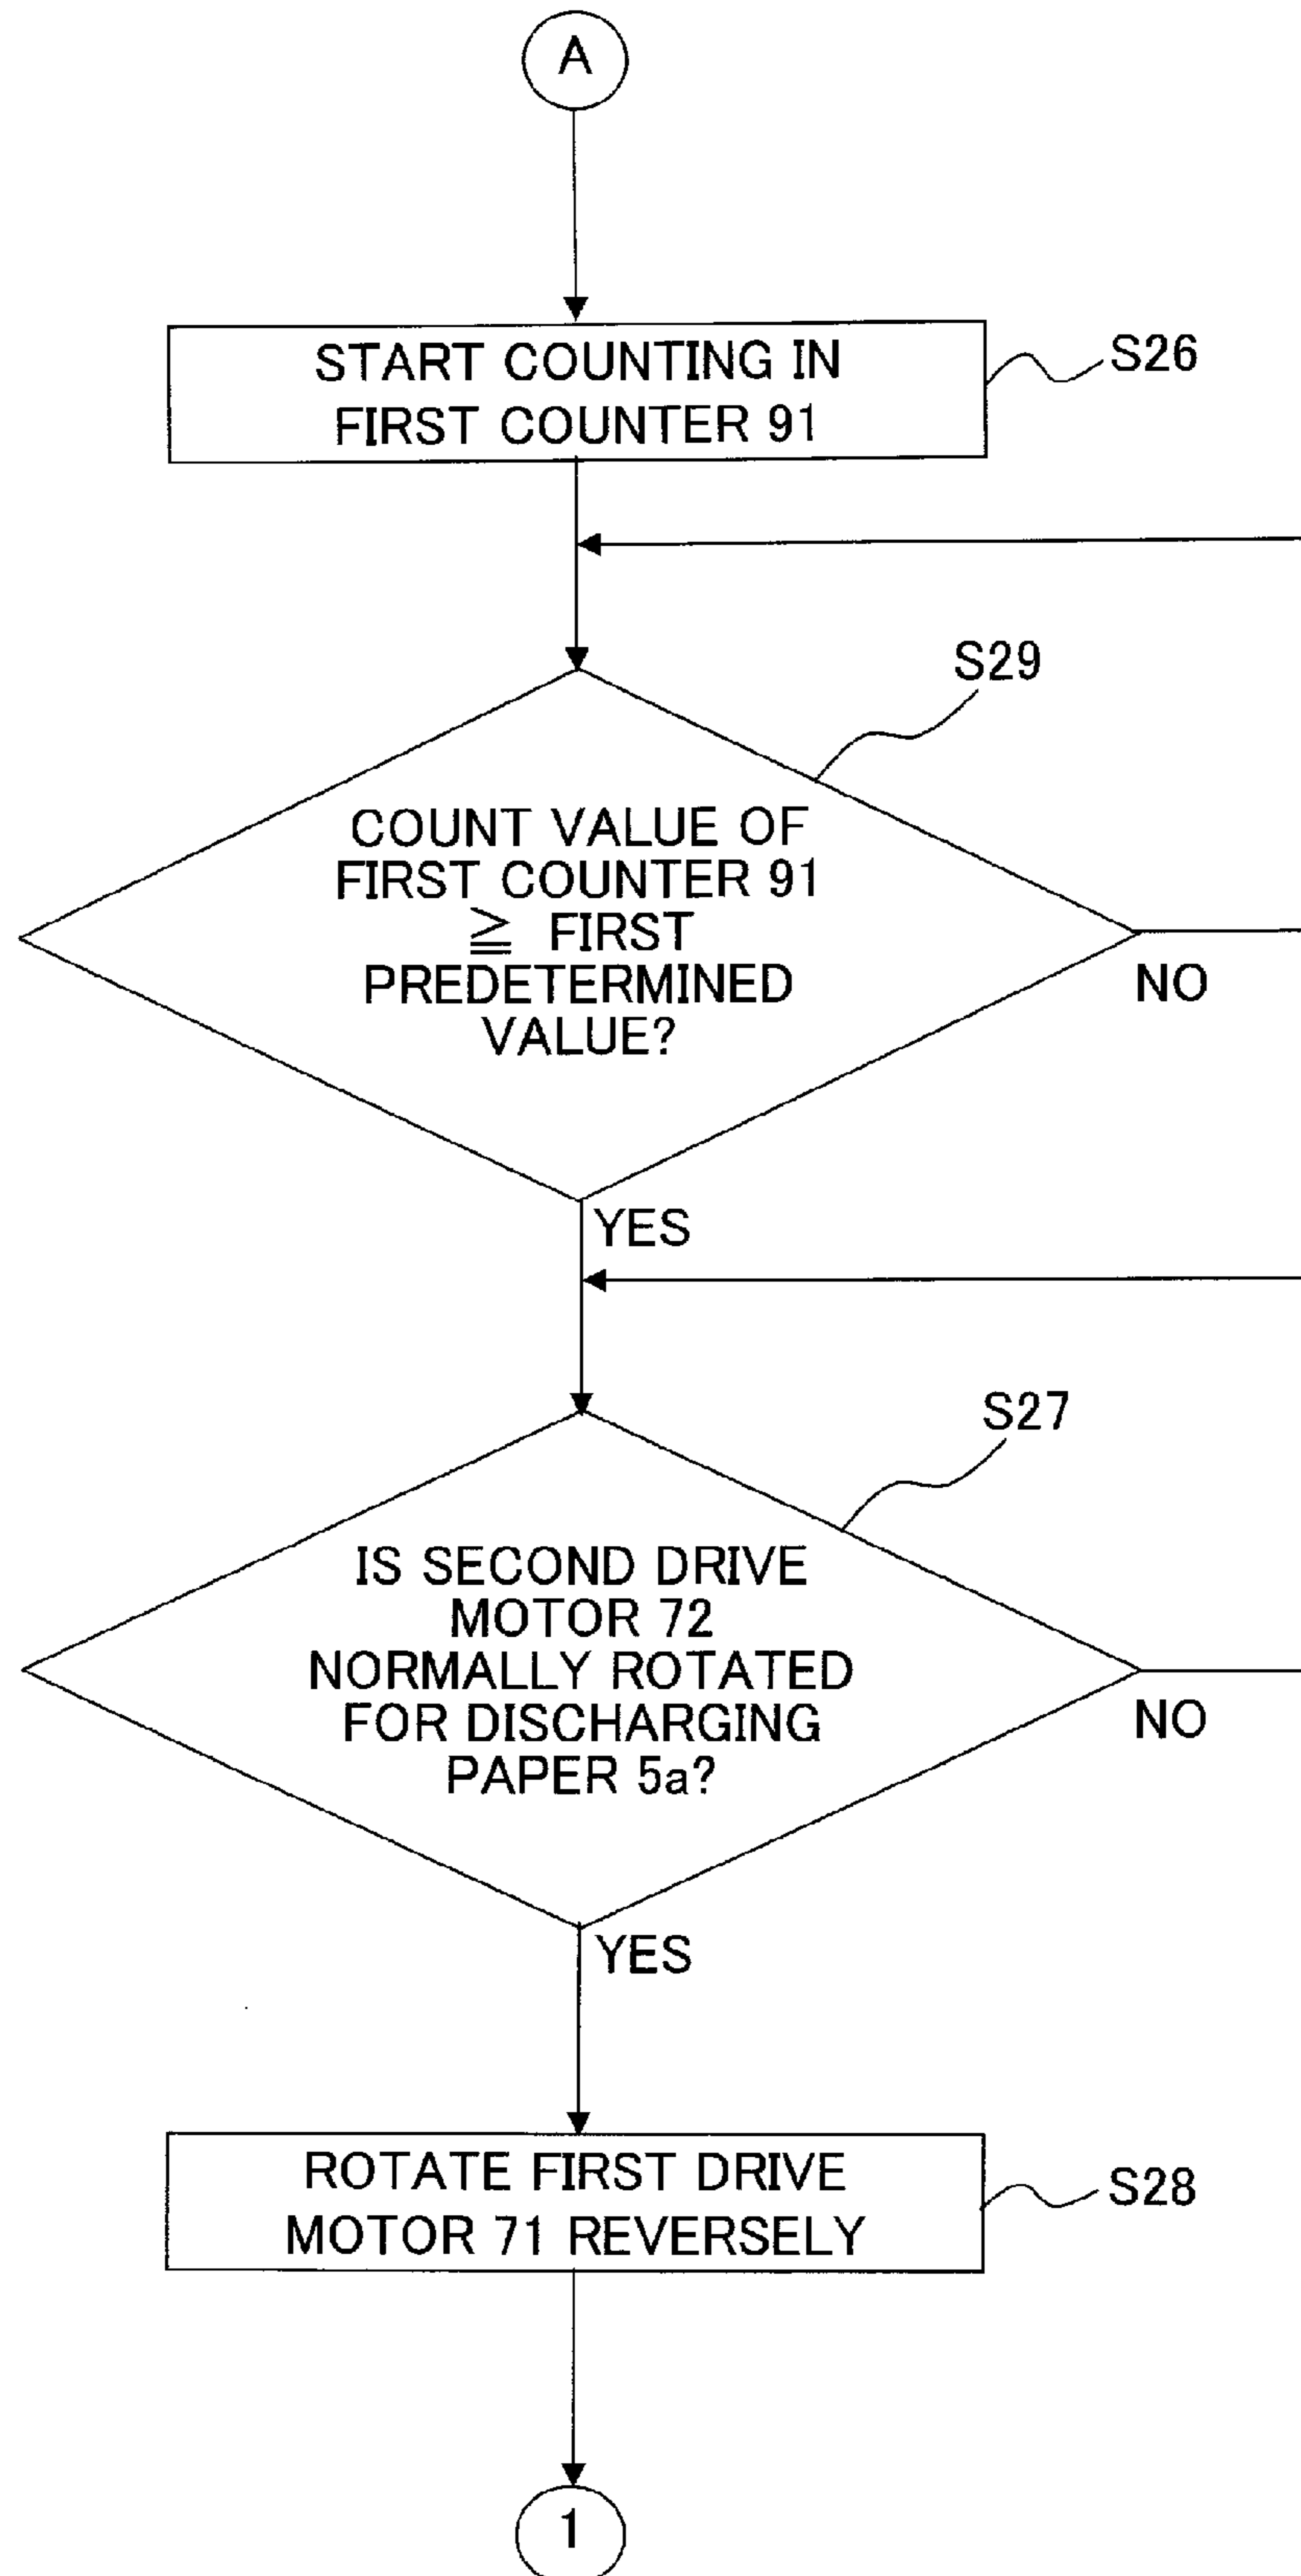 A
START COUNTING IN
FIRST COUNTER 91
S26
S29
COUNT VALUE OF
FIRST COUNTER 91
≧ FIRST
PREDETERMINED
VALUE?
NO
YES
S27
IS SECOND DRIVE
MOTOR 72
NORMALLY ROTATED
FOR DISCHARGING
PAPER 5a?
NO
YES
ROTATE FIRST DRIVE
MOTOR 71 REVERSELY
S28
1